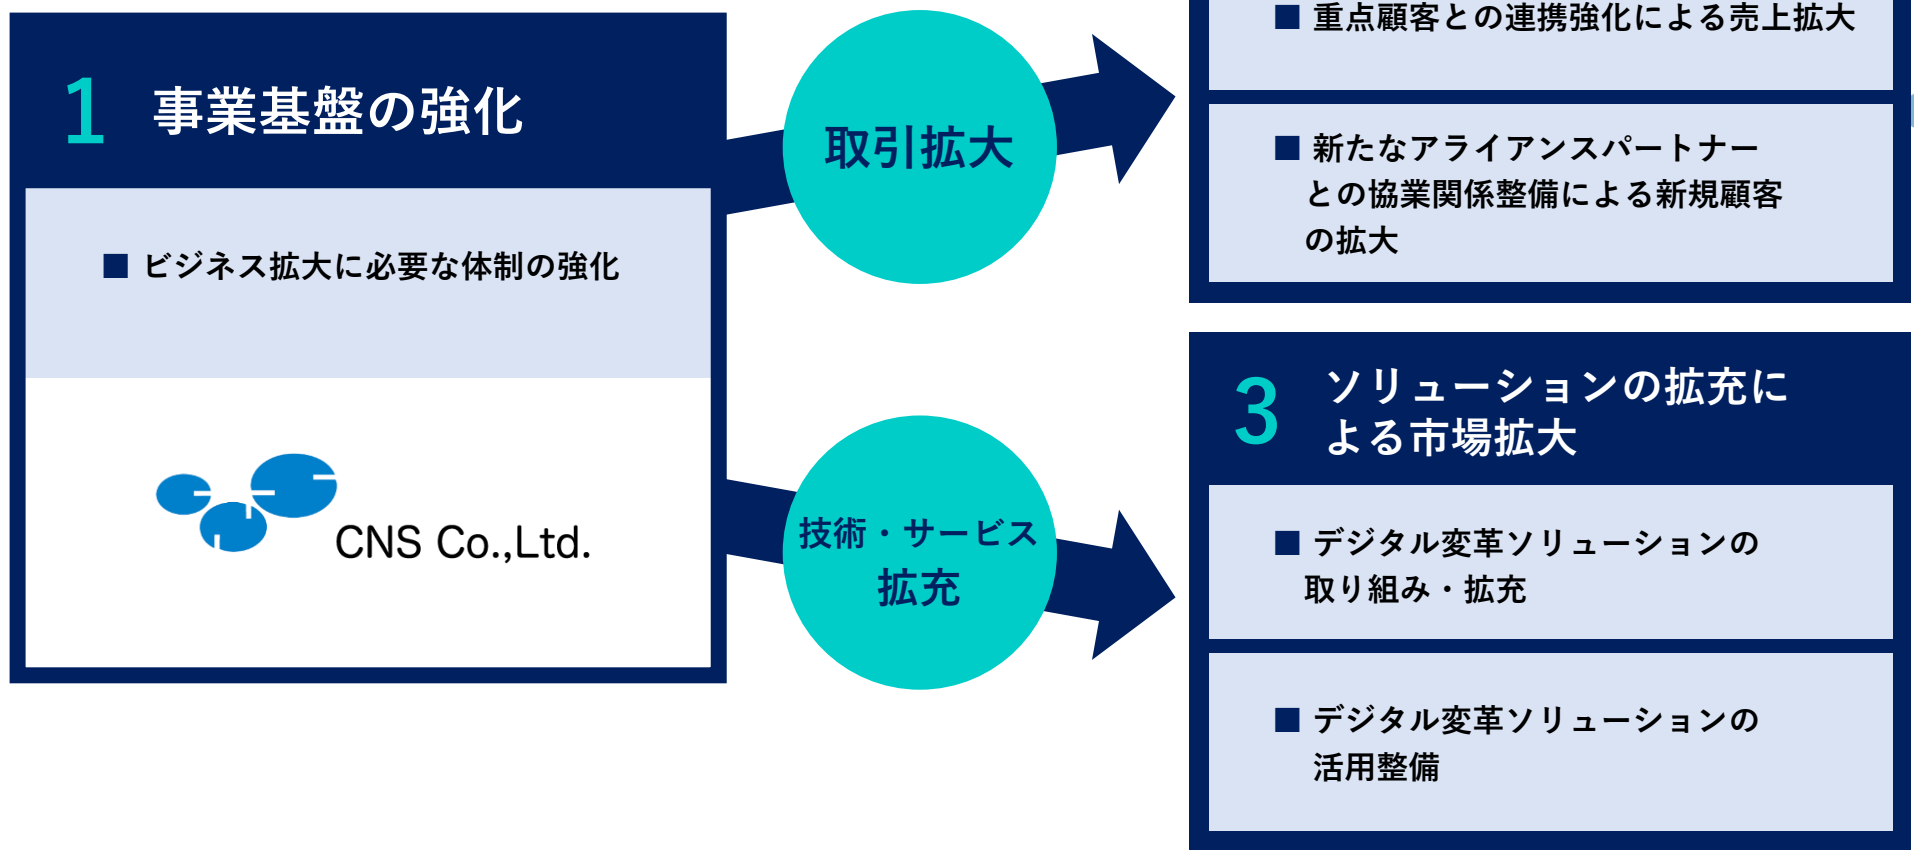 1 事業基盤の強化
■ ビジネス拡大に必要な体制の強化
CNS Co.,Ltd.
取引拡大
技術・サービス
拡充
■ 重点顧客との連携強化による売上拡大
■ 新たなアライアンスパートナー
との協業関係整備による新規顧客
の拡大
3 ソリューションの拡充に
よる市場拡大
■ デジタル変革ソリューションの
取り組み・拡充
■ デジタル変革ソリューションの
活用整備